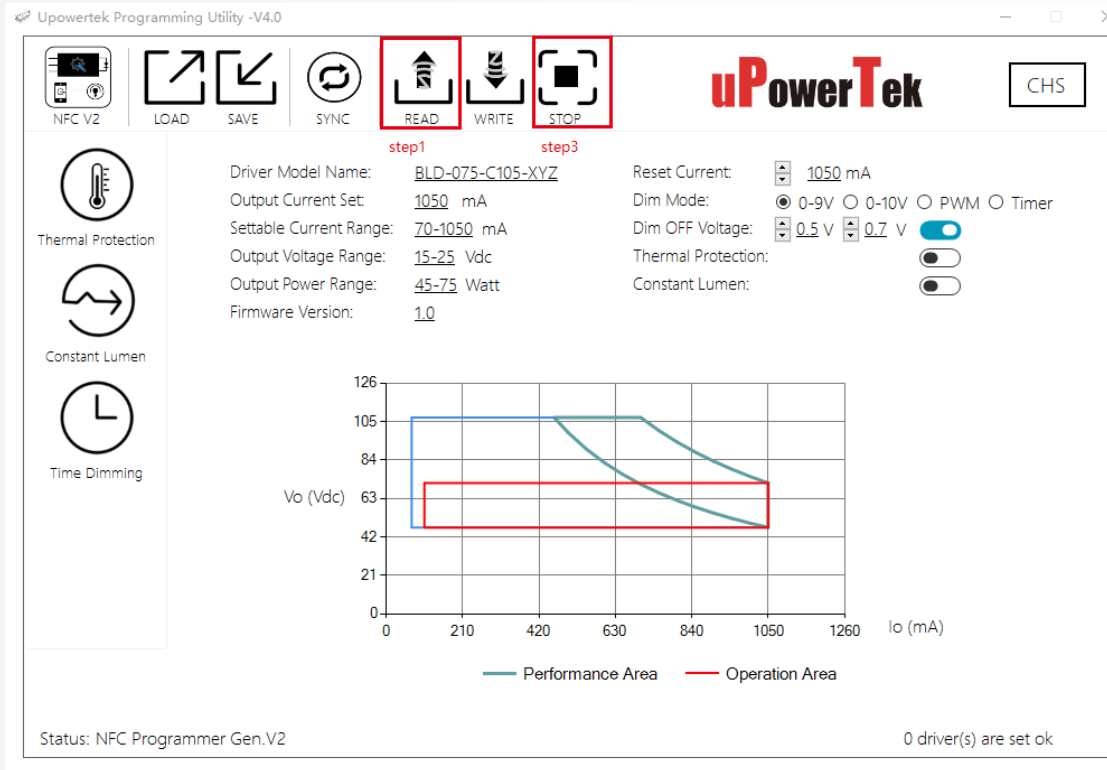 Upowertek Programming Utility -V4.0
NFC V2 LOAD SAVE SYNC READ WRITE STOP
uPowerTek
CHS
step1 step3
Thermal Protection
Constant Lumen
Time Dimming
Driver Model Name: BLD-075-C105-XYZ
Output Current Set: 1050 mA
Settable Current Range: 70-1050 mA
Output Voltage Range: 15-25 Vdc
Output Power Range: 45-75 Watt
Firmware Version: 1.0
Reset Current: 1050 mA
Dim Mode: 0-9V 0-10V PWM Timer
Dim OFF Voltage: 0.5 V 0.7 V
Thermal Protection:
Constant Lumen:
126
105
84
Vo (Vdc) 63
42
21
0
0 210 420 630 840 1050 1260 Io (mA)
Performance Area Operation Area
Status: NFC Programmer Gen.V2 0 driver(s) are set ok